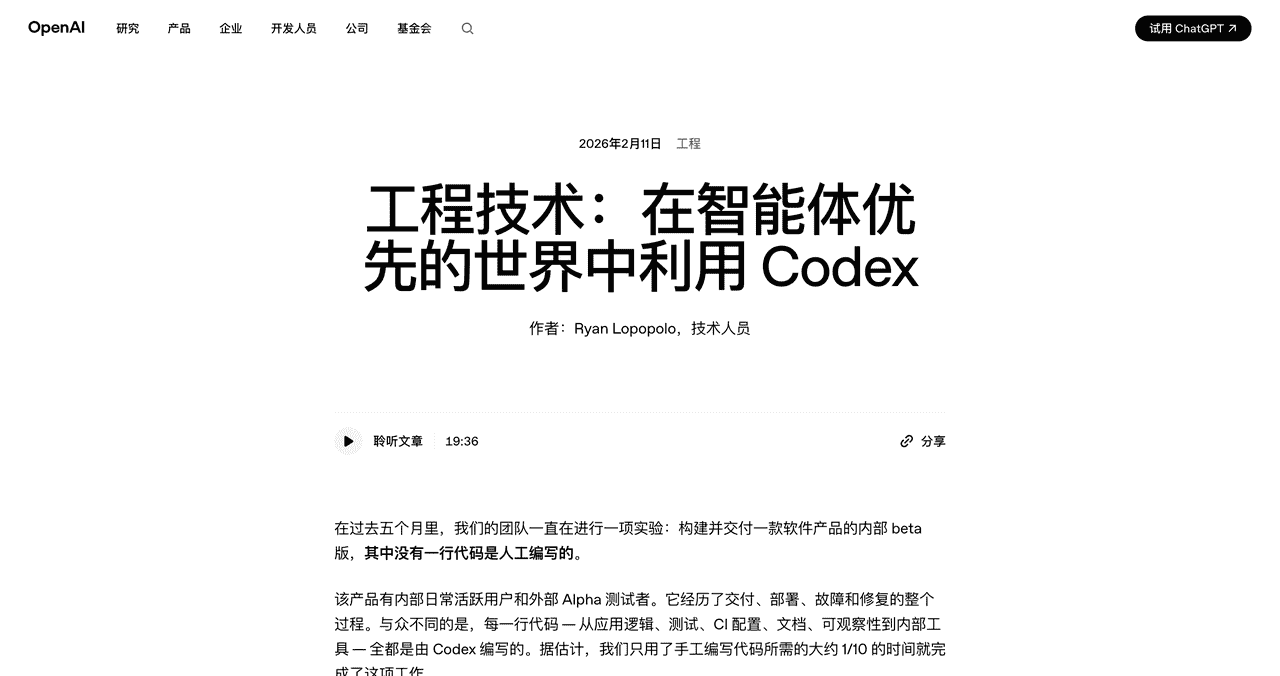 OpenAI 研究 产品 企业 开发人员 公司 基金会 试用 ChatGPT ↗
2026年2月11日 工程
工程技术：在智能体优
先的世界中利用 Codex
作者：Ryan Lopopolo，技术人员
聆听文章 19:36 分享
在过去五个月里，我们的团队一直在进行一项实验：构建并交付一款软件产品的内部 beta
版，其中没有一行代码是人工编写的。
该产品有内部日常活跃用户和外部 Alpha 测试者。它经历了交付、部署、故障和修复的整个
过程。与众不同的是，每一行代码 — 从应用逻辑、测试、CI 配置、文档、可观察性到内部工
具 — 全都是由 Codex 编写的。据估计，我们只用了手工编写代码所需的大约 1/10 的时间就完
成了这项工作。